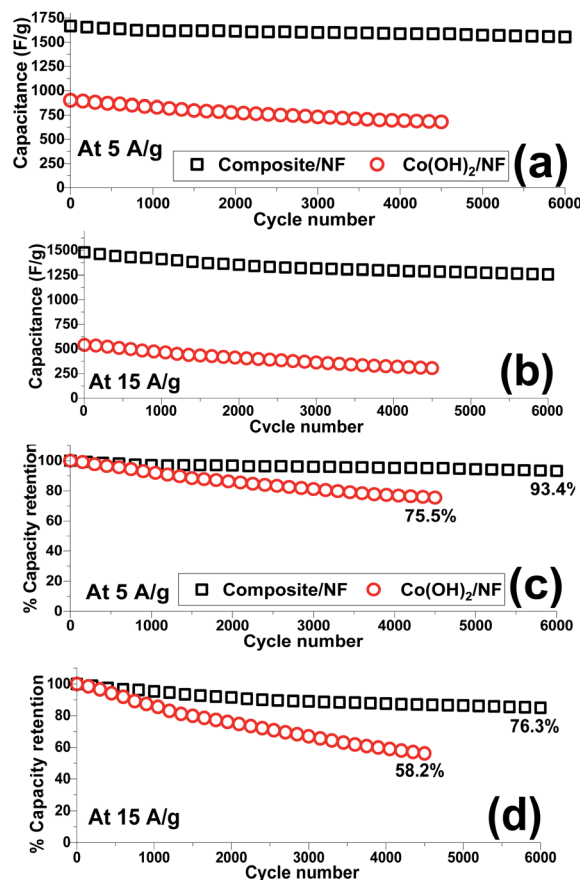 1750
1500
1250
1000
750
500
250
0
Capacitance (F/g)
At 5 A/g
Composite/NF Co(OH)2/NF
(a)
0 1000 2000 3000 4000 5000 6000
Cycle number
1500
1250
1000
750
500
250
0
Capacitance (F/g)
At 15 A/g
(b)
0 1000 2000 3000 4000 5000 6000
Cycle number
100
80
60
40
20
0
% Capacity retention
93.4%
75.5%
At 5 A/g
Composite/NF Co(OH)2/NF
(c)
0 1000 2000 3000 4000 5000 6000
Cycle number
100
80
60
40
20
0
% Capacity retention
76.3%
58.2%
At 15 A/g
(d)
0 1000 2000 3000 4000 5000 6000
Cycle number